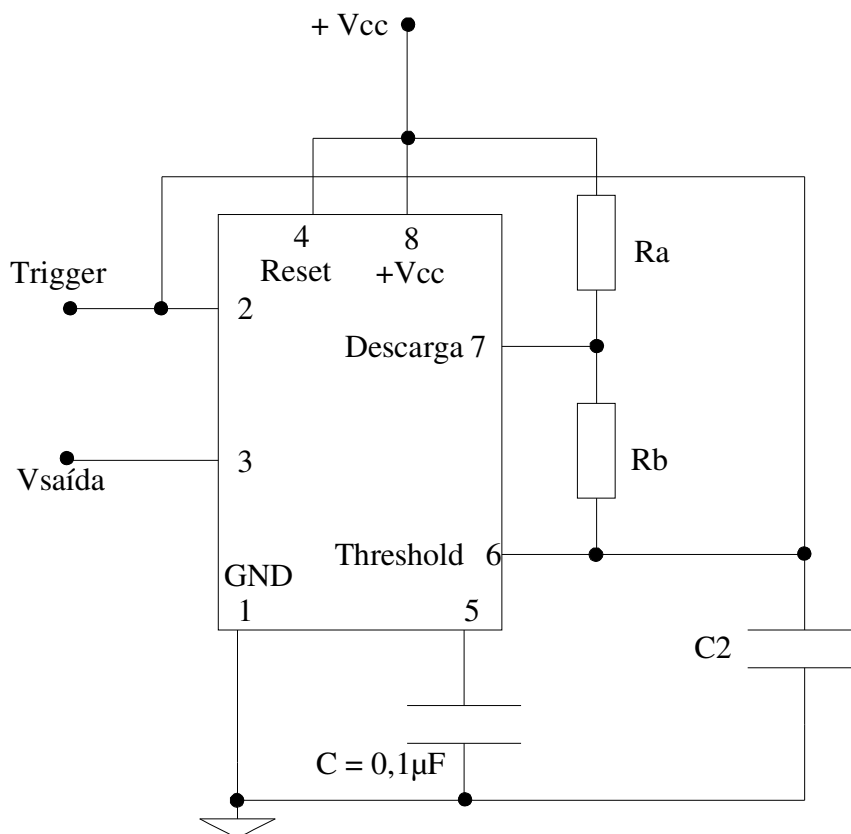 + Vcc
4
8
Ra
Reset
+Vcc
Trigger
2
Descarga 7
Rb
3
Vsaída
Threshold 6
GND
1
5
C2
C = 0,1µF